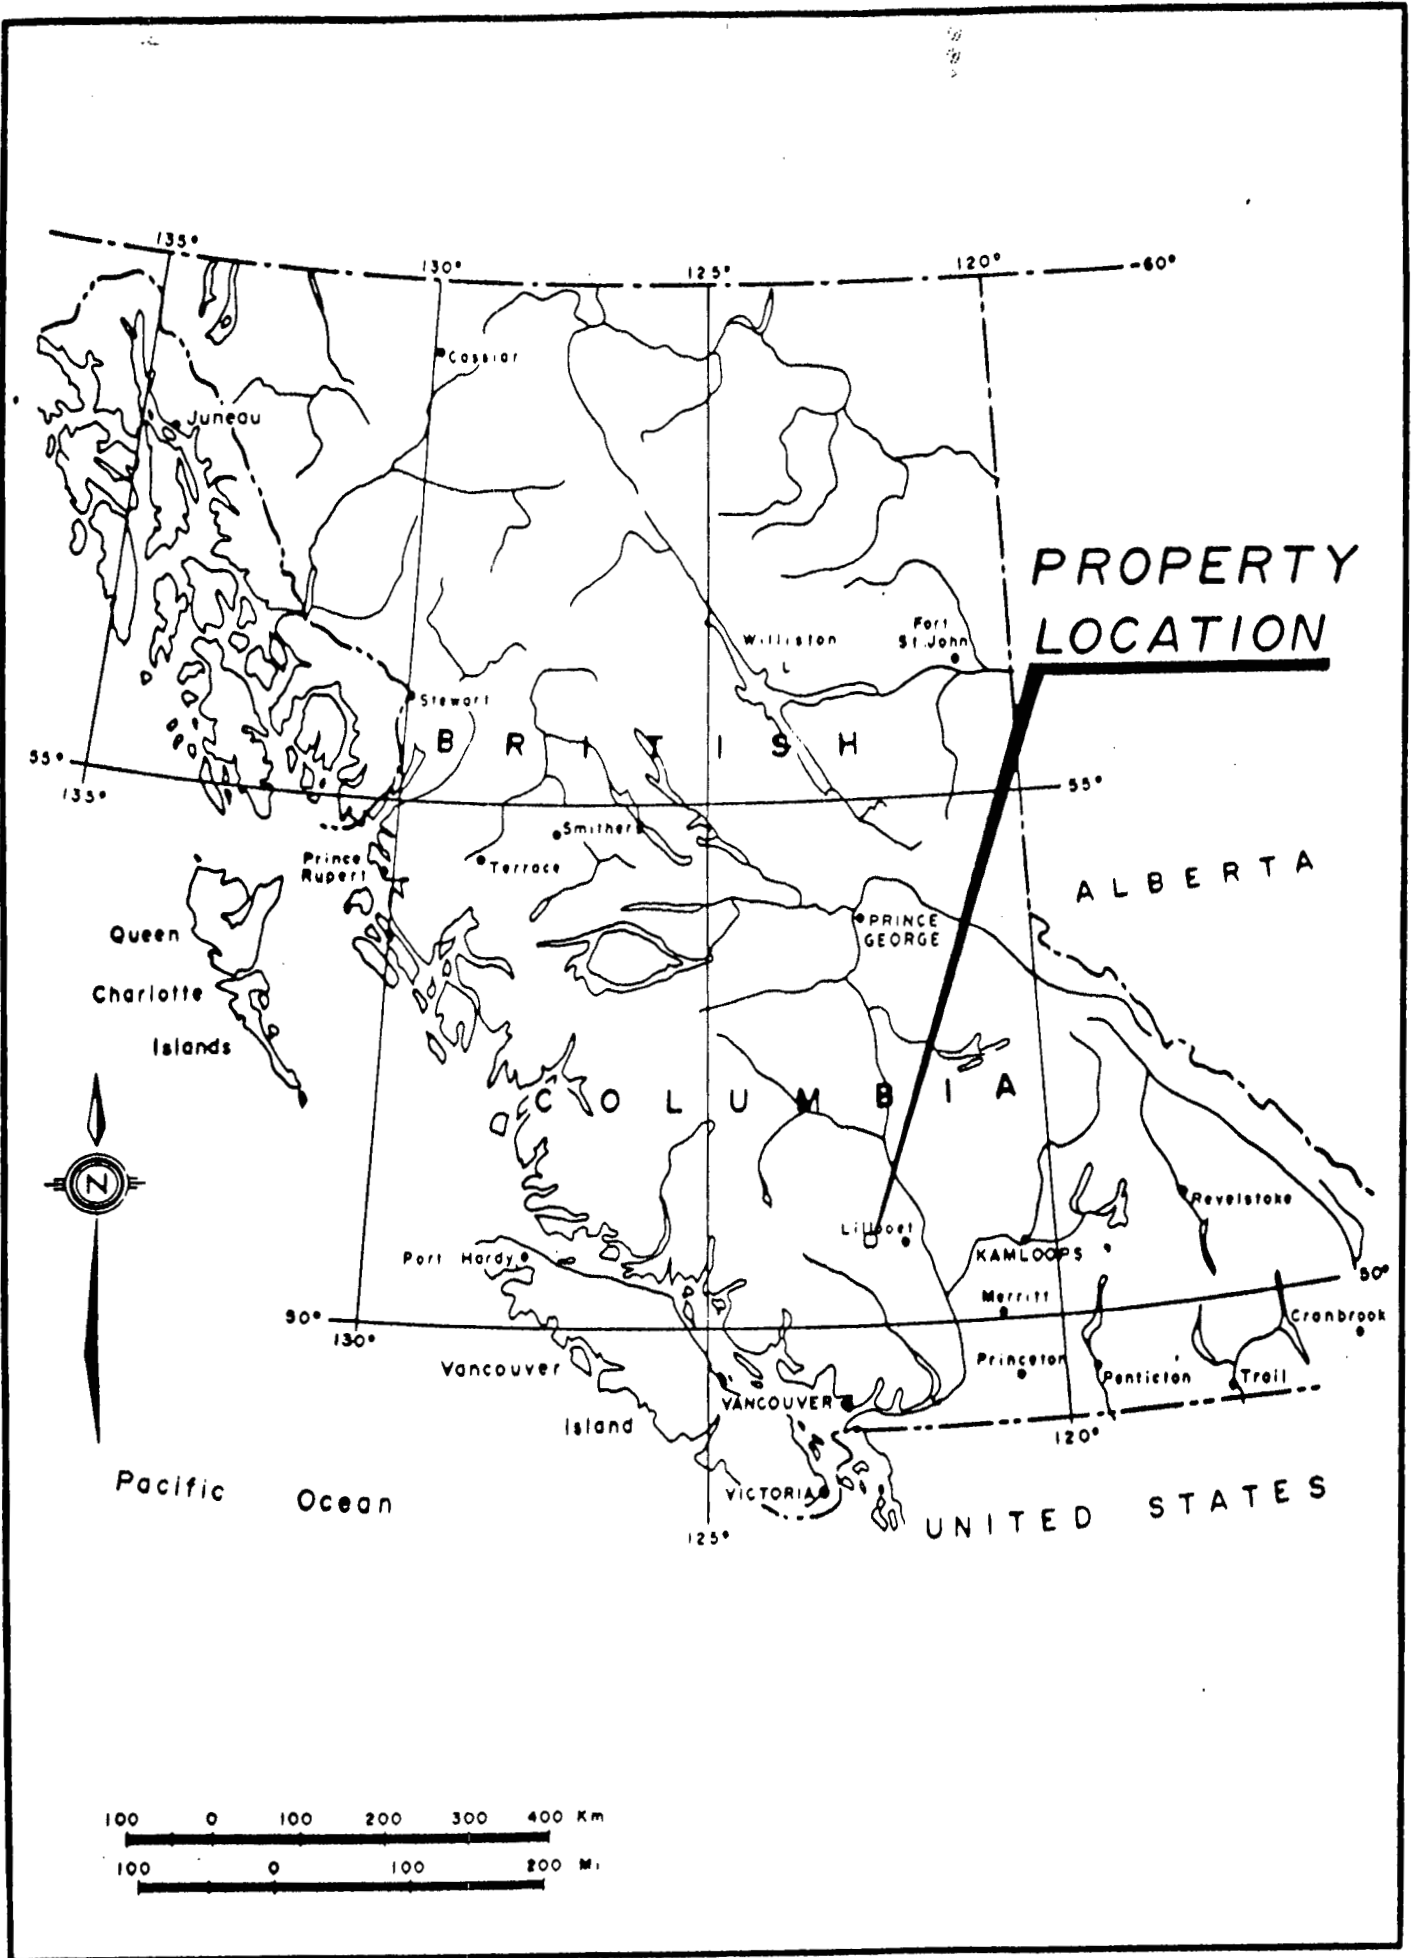 135°
130°
125°
120°
-60°
Cassiar
Juneau
PROPERTY
LOCATION
Williston
L
Fort
St.John
Stewart
BRITISH
55°
135°
55°
Smithers
Terrace
Prince
Rupert
ALBERTA
PRINCE
GEORGE
Queen
Charlotte
Islands
COLUMBIA
N
Revelstoke
Port Hardy
KAMLOOPS
50°
Merritt
50°
130°
Cranbrook
Vancouver
Island
Princeton
Penticton
Trail
VANCOUVER
120°
VICTORIA
Pacific Ocean
UNITED STATES
125°
100 0 100 200 300 400 Km
100 0 100 200 Mi